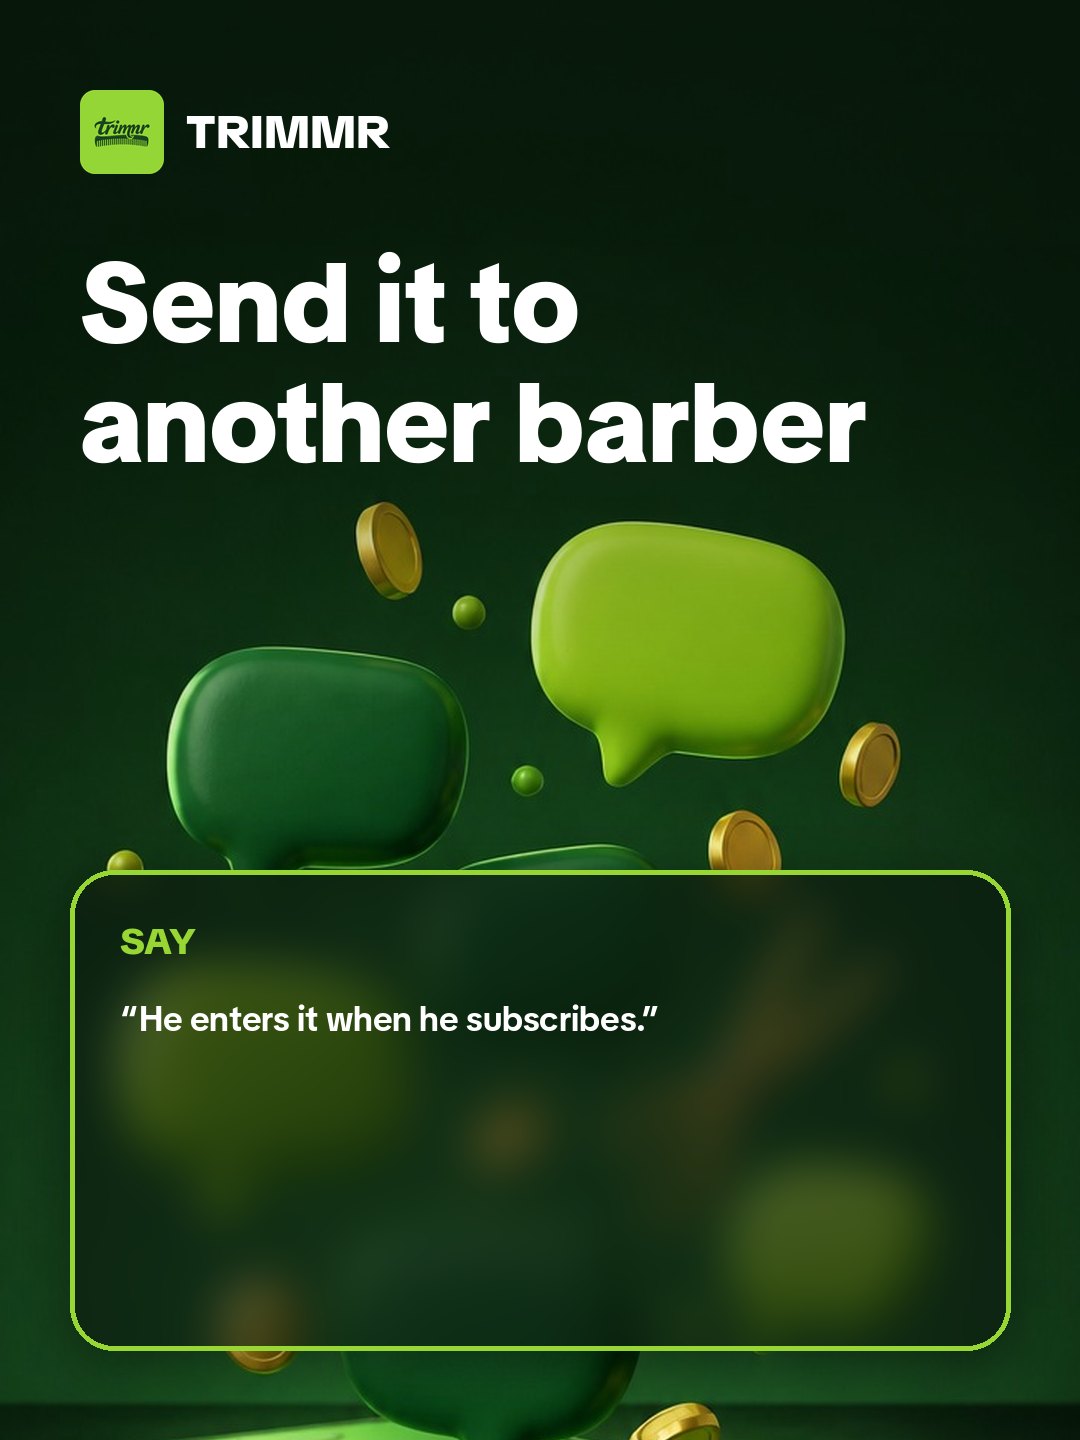 trimmr
TRIMMR
Send it to
another barber
SAY
“He enters it when he subscribes.”